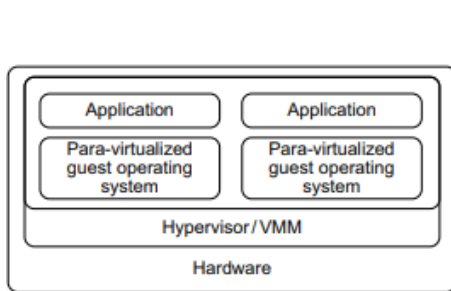 Application
Application
Para-virtualized
guest operating
system
Para-virtualized
guest operating
system
Hypervisor/VMM
Hardware